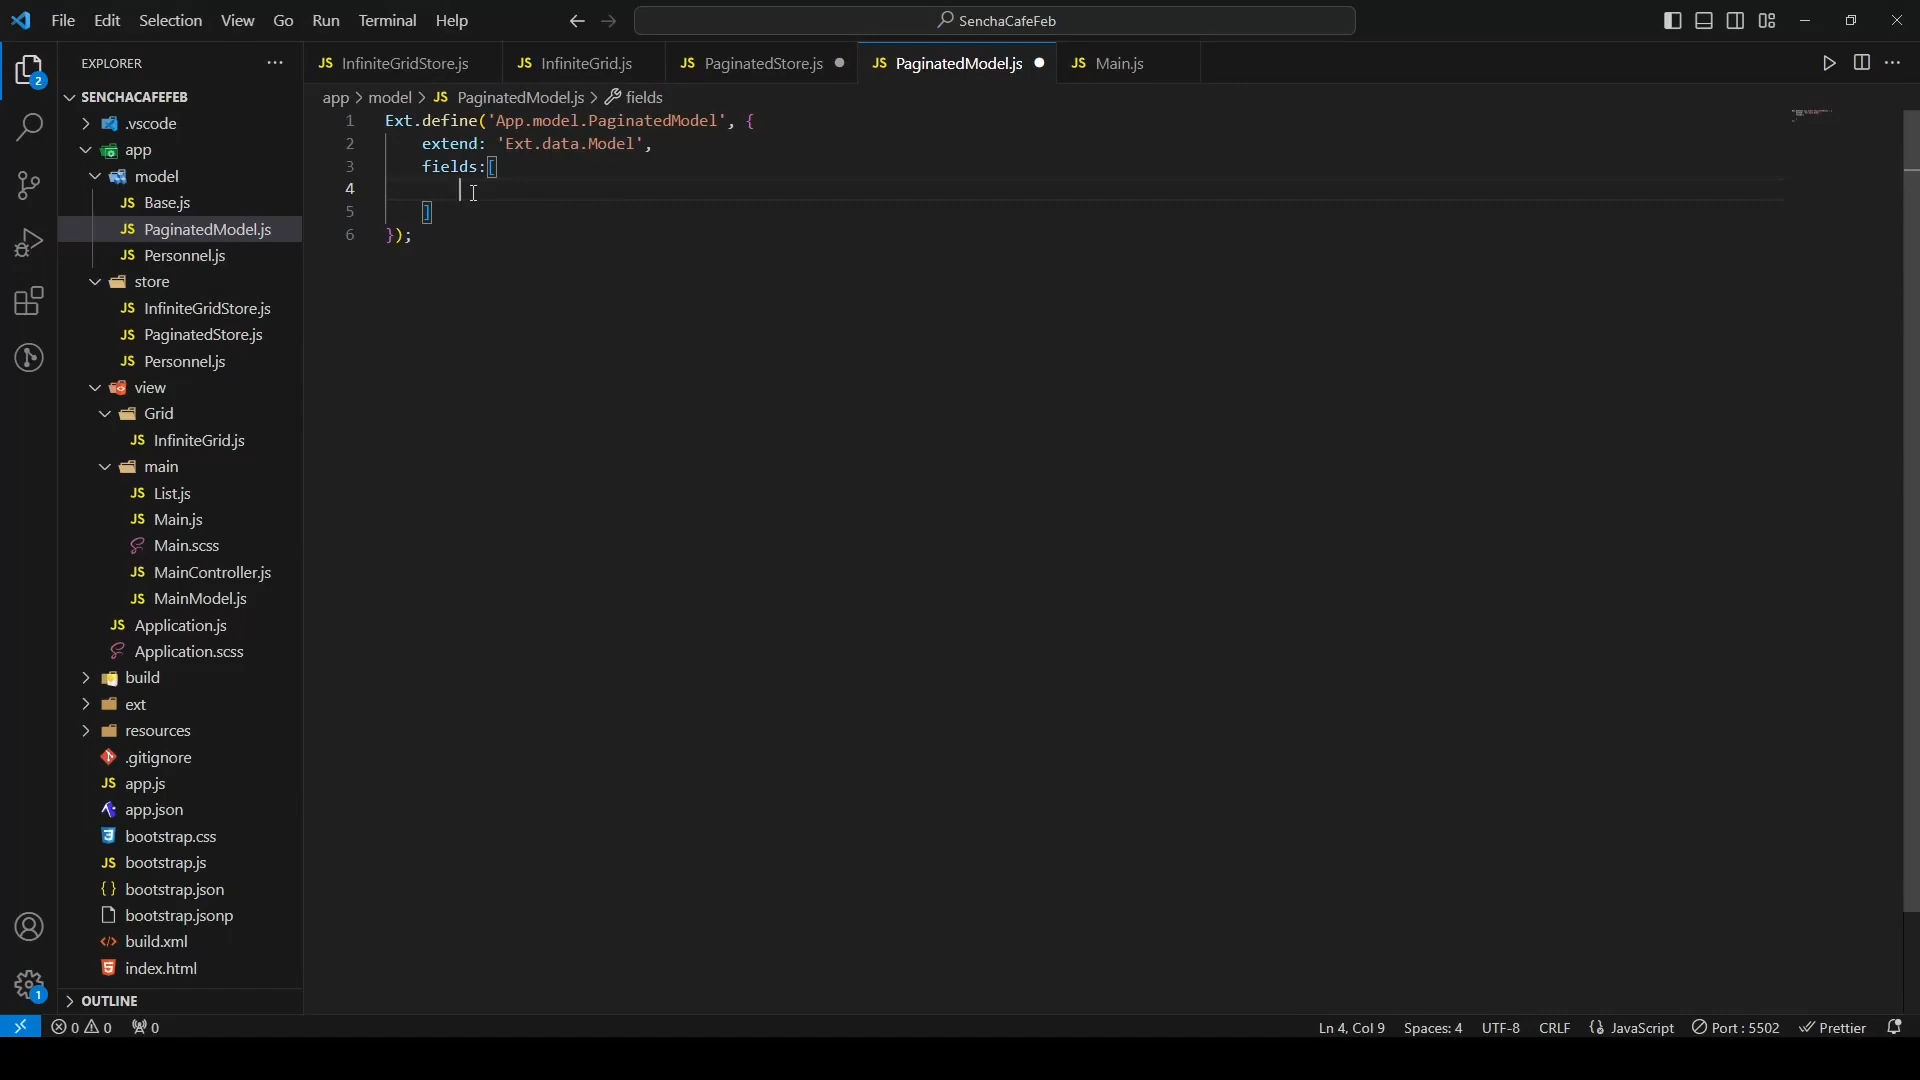 File Edit Selection View Go Run Terminal Help
SenchaCafeFeb
EXPLORER
InfiniteGridStore.js
InfiniteGrid.js
PaginatedStore.js
PaginatedModel.js
Main.js
app > model > JS PaginatedModel.js > fields
SENCHACAFEFEB
.vscode
app
model
JS Base.js
JS PaginatedModel.js
JS Personnel.js
store
JS InfiniteGridStore.js
JS PaginatedStore.js
JS Personnel.js
view
Grid
JS InfiniteGrid.js
main
JS List.js
JS Main.js
Main.scss
JS MainController.js
JS MainModel.js
JS Application.js
Application.scss
build
ext
resources
.gitignore
JS app.js
app.json
bootstrap.css
JS bootstrap.js
{} bootstrap.json
bootstrap.jsonp
build.xml
index.html
OUTLINE
1 Ext.define('App.model.PaginatedModel', {
2 extend: 'Ext.data.Model',
3 fields:[
4
5 ]
6 });
2
1
0 0 0
Ln 4, Col 9 Spaces: 4 UTF-8 CRLF {} JavaScript Port : 5502 Prettier